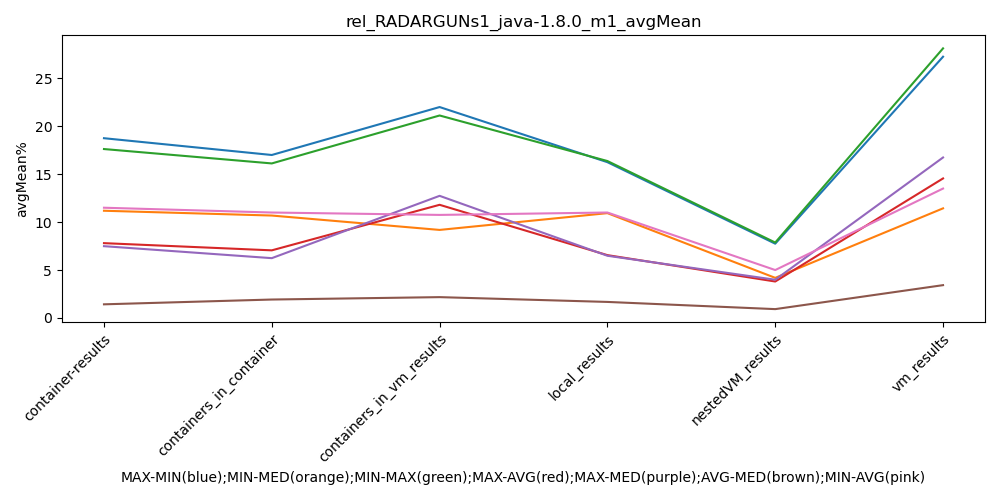 rel_RADARGUNs1_java-1.8.0_m1_avgMean
avgMean%
25
20
15
10
5
0
container-results
containers_in_container
containers_in_vm_results
local_results
nestedVM_results
vm_results
MAX-MIN(blue);MIN-MED(orange);MIN-MAX(green);MAX-AVG(red);MAX-MED(purple);AVG-MED(brown);MIN-AVG(pink)